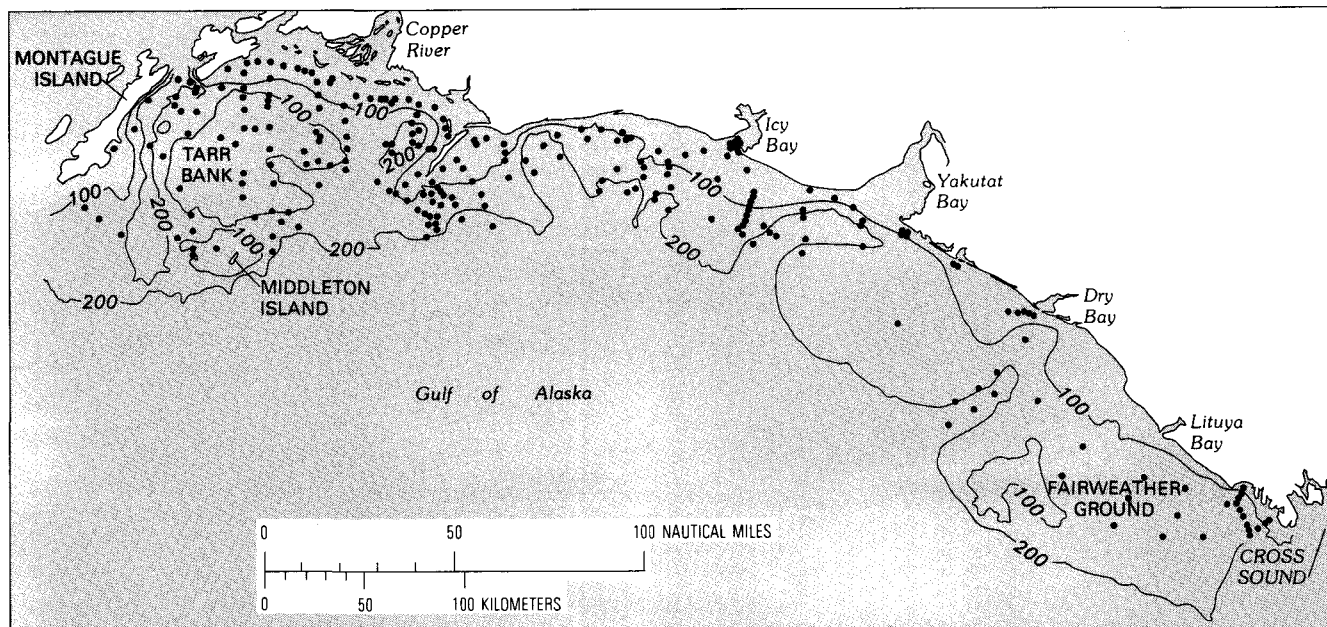 Copper
River
MONTAGUE
ISLAND
100
100
200
TARR
BANK
Icy
Bay
100
200
100
100
200
200
Yakutat
Bay
200
MIDDLETON
ISLAND
Dry
Bay
Gulf of Alaska
100
Lituya
Bay
FAIRWEATHER
GROUND
100
200
CROSS
SOUND
0 50 100 NAUTICAL MILES
0 50 100 KILOMETERS